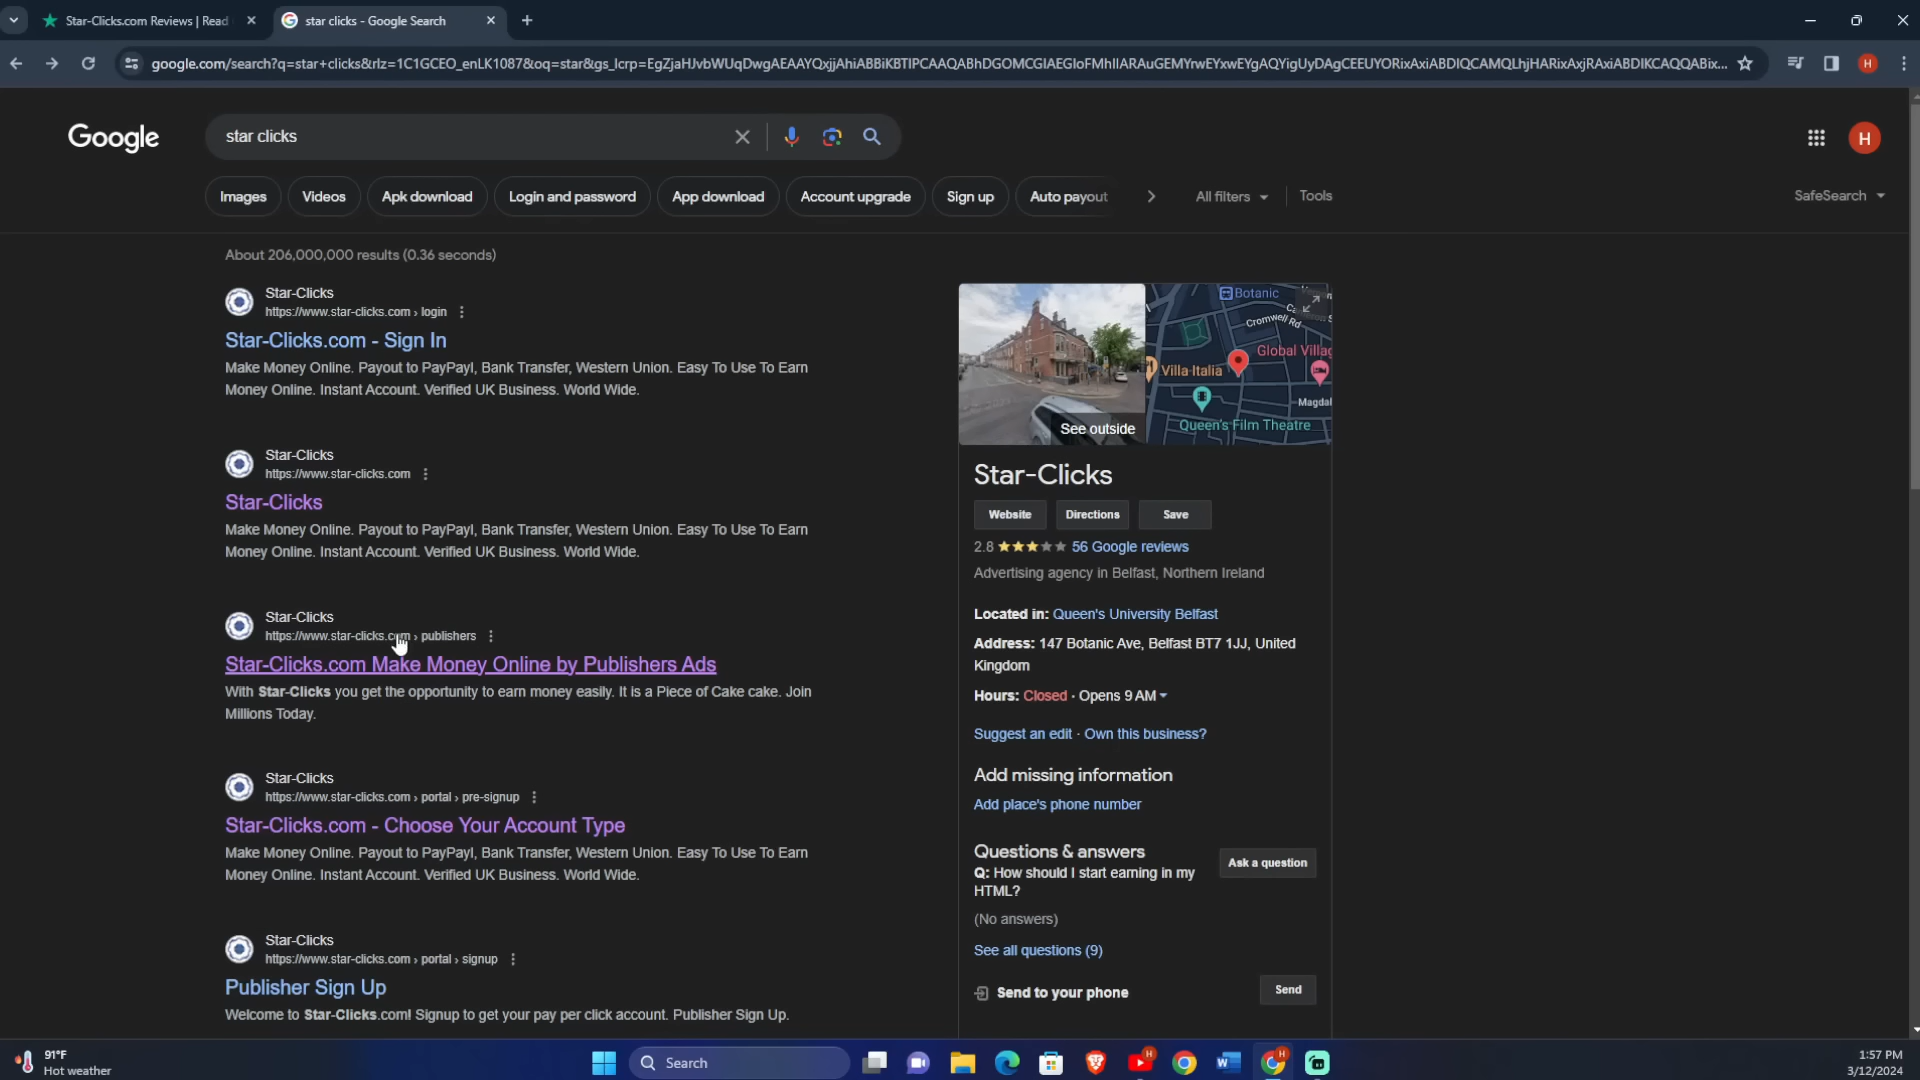 Star-Clicks.com Reviews | Read
star clicks - Google Search
google.com/search?q=star+clicks&rlz=1C1GCEO_enLK1087&oq=star&gs_lcrp=
Google
star clicks
H
Images
Videos
Apk download
Login and password
App download
Account upgrade
Sign up
Auto payout
All filters
Tools
SafeSearch
About 206,000,000 results (0.36 seconds)
Star-Clicks
https://www.star-clicks.com › login
Star-Clicks.com - Sign In
Make Money Online. Payout to PayPayl, Bank Transfer, Western Union. Easy To Use To Earn
Money Online. Instant Account. Verified UK Business. World Wide.
Star-Clicks
https://www.star-clicks.com
Star-Clicks
Make Money Online. Payout to PayPayl, Bank Transfer, Western Union. Easy To Use To Earn
Money Online. Instant Account. Verified UK Business. World Wide.
Star-Clicks
https://www.star-clicks.com › publishers
Star-Clicks.com Make Money Online by Publishers Ads
With Star-Clicks you get the opportunity to earn money easily. It is a Piece of Cake cake. Join
Millions Today.
Star-Clicks
https://www.star-clicks.com › portal › pre-signup
Star-Clicks.com - Choose Your Account Type
Make Money Online. Payout to PayPayl, Bank Transfer, Western Union. Easy To Use To Earn
Money Online. Instant Account. Verified UK Business. World Wide.
Star-Clicks
https://www.star-clicks.com › portal › signup
Publisher Sign Up
Welcome to Star-Clicks.com! Signup to get your pay per click account. Publisher Sign Up.
See outside
Botanic
Cromwell Rd
Global Villag
Villa Italia
Magdal
Queen's Film Theatre
Star-Clicks
Website
Directions
Save
2.8 56 Google reviews
Advertising agency in Belfast, Northern Ireland
Located in: Queen's University Belfast
Address: 147 Botanic Ave, Belfast BT7 1JJ, United
Kingdom
Hours: Closed · Opens 9 AM
Suggest an edit · Own this business?
Add missing information
Add place's phone number
Questions & answers
Ask a question
Q: How should I start earning in my
HTML?
(No answers)
See all questions (9)
Send to your phone
Send
91°F
Hot weather
Search
1:57 PM
3/12/2024